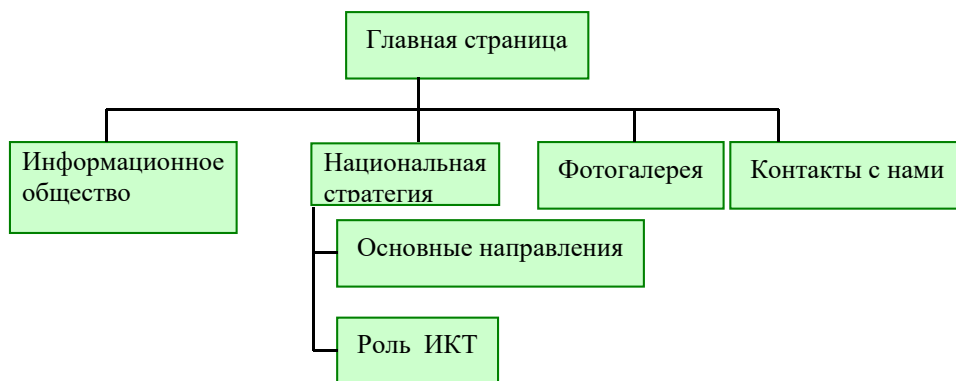 Главная страница
Информационное
общество
Национальная
стратегия
Фотогалерея
Контакты с нами
Основные направления
Роль ИКТ